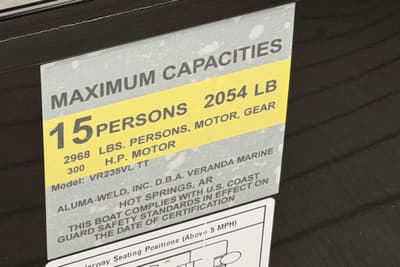 MAXIMUM CAPACITIES
15 PERSONS 2054 LB
2968 LBS. PERSONS, MOTOR, GEAR
300 H.P. MOTOR
Model: VR235VL TT
ALUMA-WELD, INC. D.B.A. VERANDA MARINE
HOT SPRINGS, AR
THIS BOAT COMPLIES WITH U.S. COAST
GUARD SAFETY STANDARDS IN EFFECT ON
THE DATE OF CERTIFICATION
Seating Positions (Above 5 MPH)